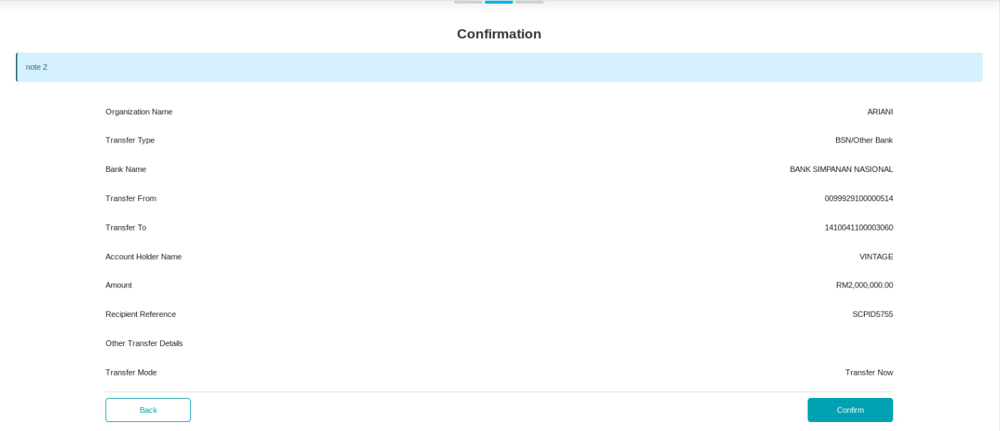 Confirmation
note 2
Organization Name ARIANI
Transfer Type BSN/Other Bank
Bank Name BANK SIMPANAN NASIONAL
Transfer From 0099929100000514
Transfer To 1410041100003060
Account Holder Name VINTAGE
Amount RM2,000,000.00
Recipient Reference SCPID5755
Other Transfer Details
Transfer Mode Transfer Now
Back Confirm